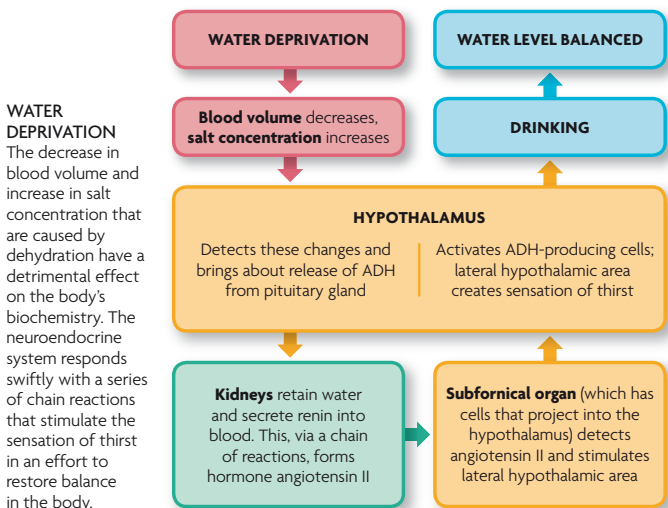 WATER DEPRIVATION
WATER LEVEL BALANCED
Blood volume decreases,
salt concentration increases
DRINKING
HYPOTHALAMUS
Detects these changes and
brings about release of ADH
from pituitary gland
Activates ADH-producing cells;
lateral hypothalamic area
creates sensation of thirst
Kidneys retain water
and secrete renin into
blood. This, via a chain
of reactions, forms
hormone angiotensin II
Subfornical organ (which has
cells that project into the
hypothalamus) detects
angiotensin II and stimulates
lateral hypothalamic area
WATER
DEPRIVATION
The decrease in
blood volume and
increase in salt
concentration that
are caused by
dehydration have a
detrimental effect
on the body's
biochemistry. The
neuroendocrine
system responds
swiftly with a series
of chain reactions
that stimulate the
sensation of thirst
in an effort to
restore balance
in the body.